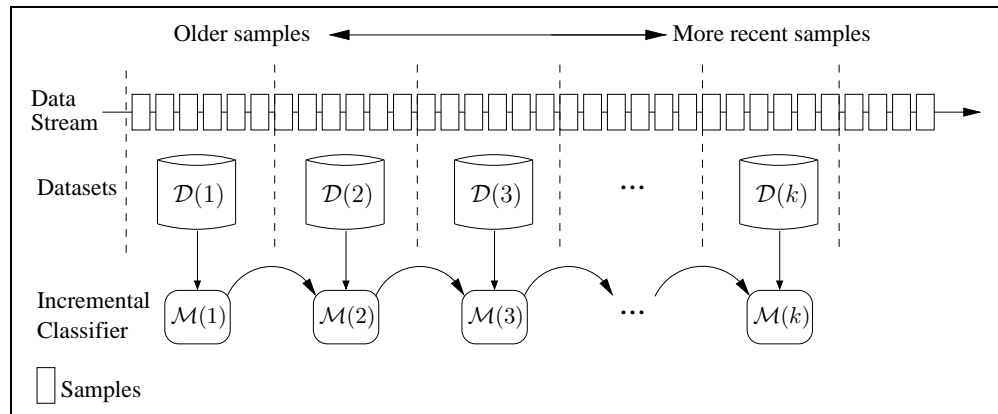 Older samples More recent samples
Data
Stream
Datasets
𝒟(1) 𝒟(2) 𝒟(3) ... 𝒟(k)
Incremental
Classifier
ℳ(1) ℳ(2) ℳ(3) ... ℳ(k)
Samples